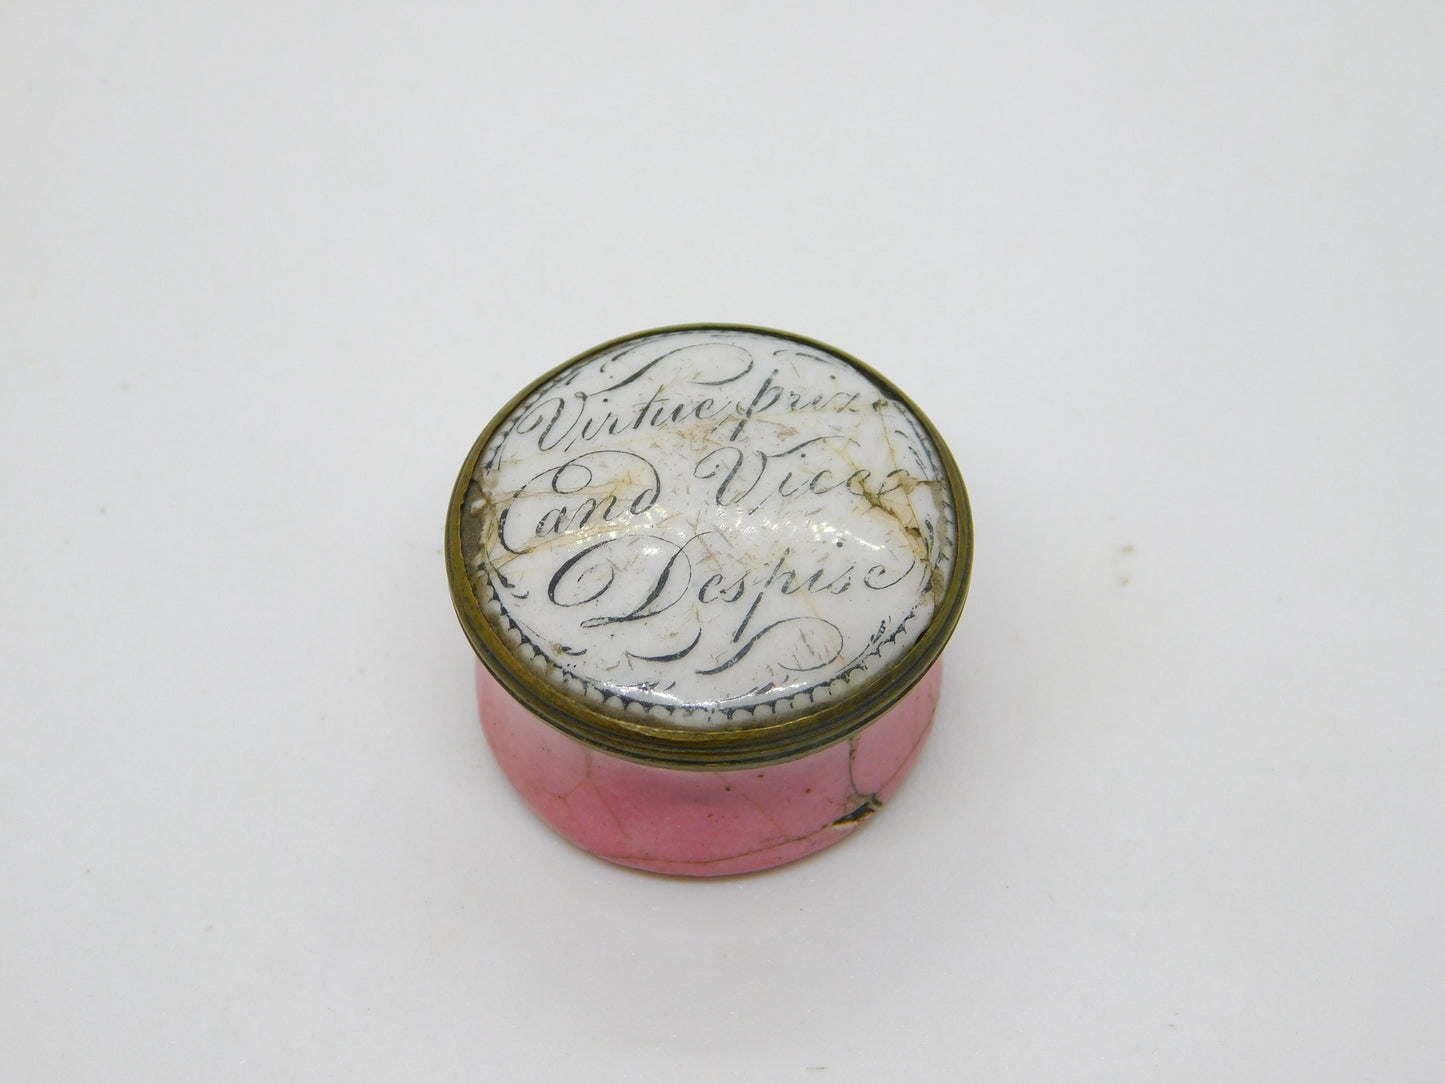 Virtue prize
and Vice
Despise